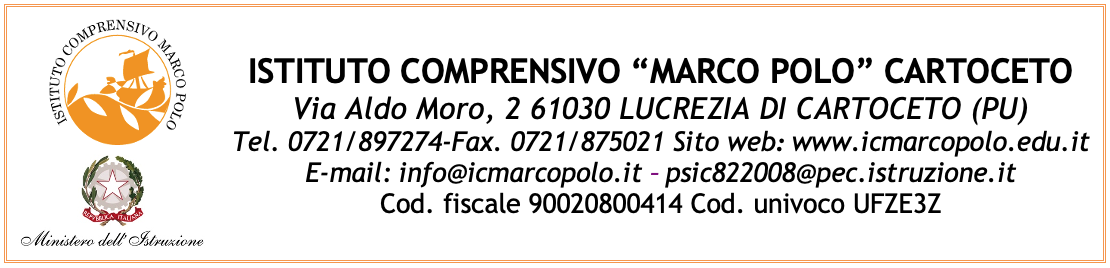 ISTITUTO COMPRENSIVO MARCO POLO
REPVBBLICA ITALIANA
Ministero dell'Istruzione
ISTITUTO COMPRENSIVO “MARCO POLO” CARTOCETO
Via Aldo Moro, 2 61030 LUCREZIA DI CARTOCETO (PU)
Tel. 0721/897274-Fax. 0721/875021 Sito web: www.icmarcopolo.edu.it
E-mail: info@icmarcopolo.it – psic822008@pec.istruzione.it
Cod. fiscale 90020800414 Cod. univoco UFZE3Z